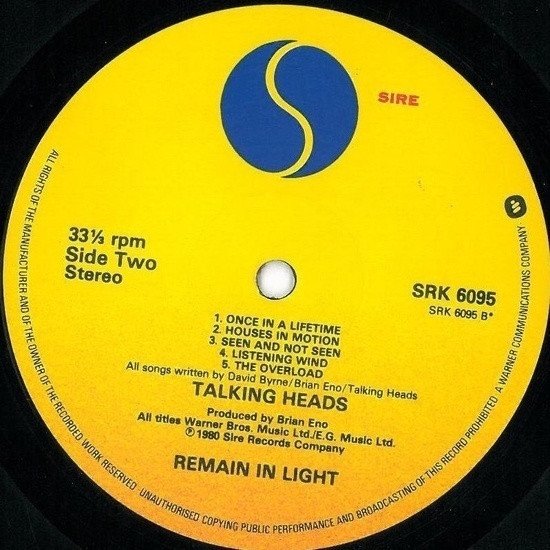 SIRE
33⅓ rpm
Side Two
Stereo
SRK 6095
SRK 6095 B*
1. ONCE IN A LIFETIME
2. HOUSES IN MOTION
3. SEEN AND NOT SEEN
4. LISTENING WIND
5. THE OVERLOAD
All songs written by David Byrne/Brian Eno/Talking Heads
TALKING HEADS
Produced by Brian Eno
All titles Warner Bros. Music Ltd./E.G. Music Ltd.
℗ 1980 Sire Records Company
REMAIN IN LIGHT
ALL RIGHTS OF THE MANUFACTURER AND OF THE OWNER OF THE RECORDED WORK RESERVED. UNAUTHORISED COPYING PUBLIC PERFORMANCE AND BROADCASTING OF THIS RECORD PROHIBITED A WARNER COMMUNICATIONS COMPANY